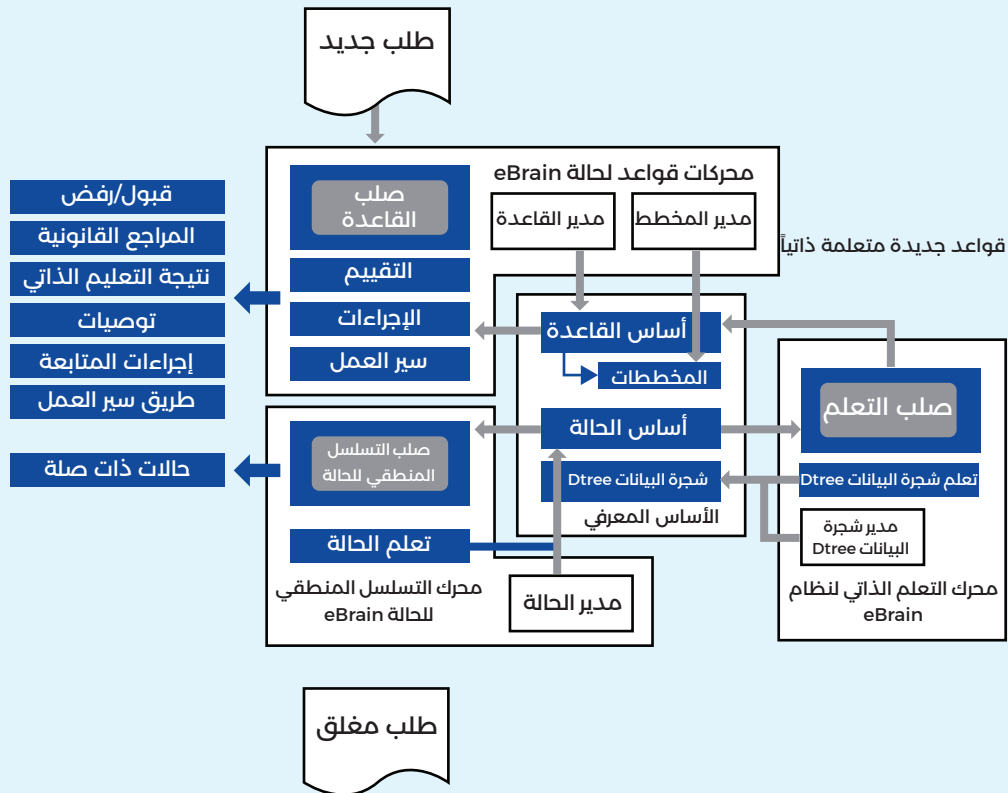 طلب جديد
محركات قواعد لحالة eBrain
صلب
القاعدة
مدير القاعدة
مدير المخطط
التقييم
الإجراءات
سير العمل
قبول/رفض
المراجع القانونية
نتيجة التعليم الذاتي
توصيات
إجراءات المتابعة
طريق سير العمل
حالات ذات صلة
قواعد جديدة متعلمة ذاتياً
أساس القاعدة
المخططات
أساس الحالة
شجرة البيانات Dtree
الأساس المعرفي
صلب التعلم
تعلم شجرة البيانات Dtree
مدير شجرة
البيانات Dtree
محرك التعلم الذاتي لنظام
eBrain
صلب التسلسل
المنطقي للحالة
تعلم الحالة
محرك التسلسل المنطقي
للحالة eBrain
مدير الحالة
طلب مغلق